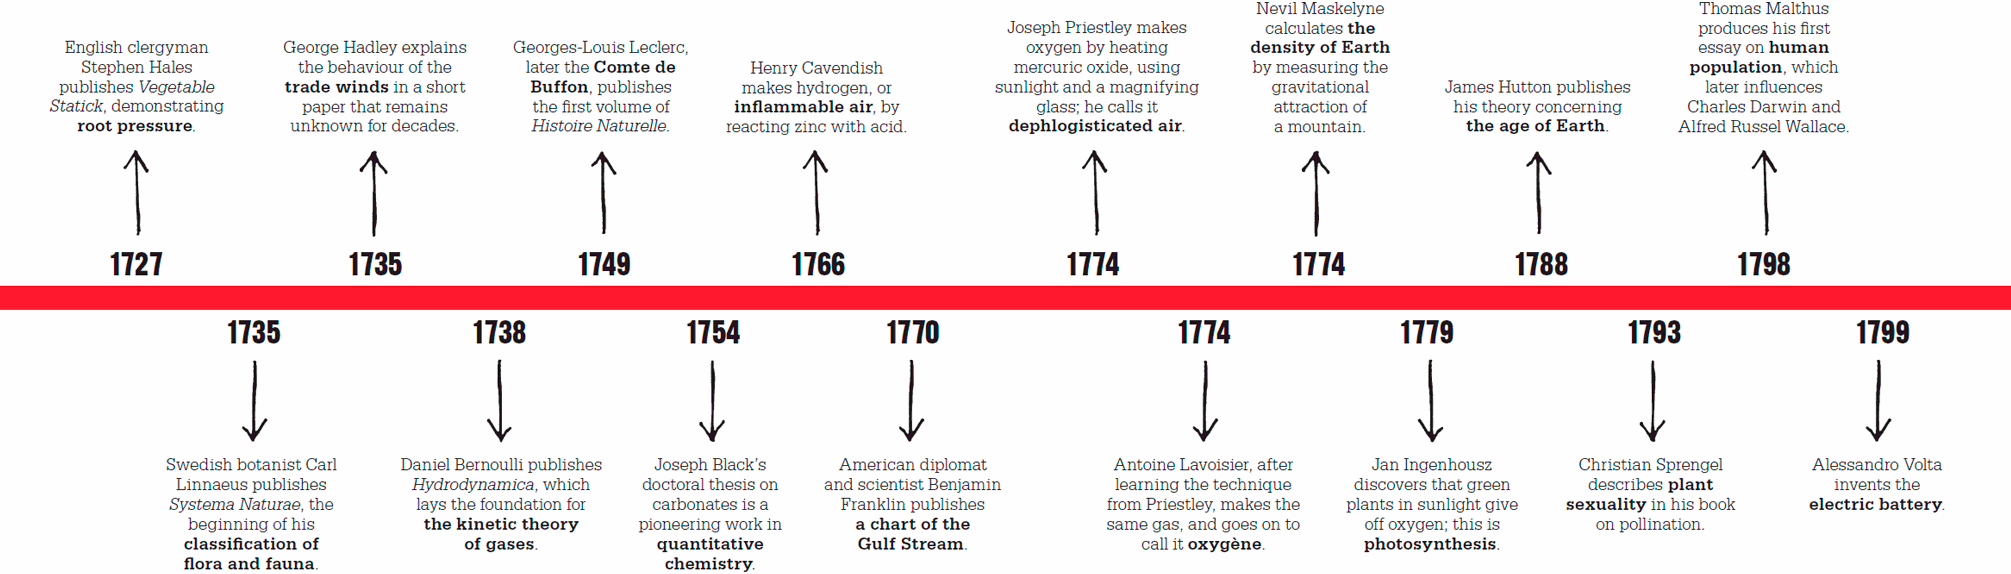 English clergyman
Stephen Hales
publishes Vegetable
Statick, demonstrating
root pressure.
George Hadley explains
the behaviour of the
trade winds in a short
paper that remains
unknown for decades.
Georges-Louis Leclerc,
later the Comte de
Buffon, publishes
the first volume of
Histoire Naturelle.
Henry Cavendish
makes hydrogen, or
inflammable air, by
reacting zinc with acid.
Joseph Priestley makes
oxygen by heating
mercuric oxide, using
sunlight and a magnifying
glass; he calls it
dephlogisticated air.
Nevil Maskelyne
calculates the
density of Earth
by measuring the
gravitational
attraction of
a mountain.
James Hutton publishes
his theory concerning
the age of Earth.
Thomas Malthus
produces his first
essay on human
population, which
later influences
Charles Darwin and
Alfred Russel Wallace.
1727
1735
1749
1766
1774
1774
1788
1798
1735
1738
1754
1770
1774
1779
1793
1799
Swedish botanist Carl
Linnaeus publishes
Systema Naturae, the
beginning of his
classification of
flora and fauna.
Daniel Bernoulli publishes
Hydrodynamica, which
lays the foundation for
the kinetic theory
of gases.
Joseph Black's
doctoral thesis on
carbonates is a
pioneering work in
quantitative
chemistry.
American diplomat
and scientist Benjamin
Franklin publishes
a chart of the
Gulf Stream.
Antoine Lavoisier, after
learning the technique
from Priestley, makes the
same gas, and goes on to
call it oxygène.
Jan Ingenhousz
discovers that green
plants in sunlight give
off oxygen; this is
photosynthesis.
Christian Sprengel
describes plant
sexuality in his book
on pollination.
Alessandro Volta
invents the
electric battery.